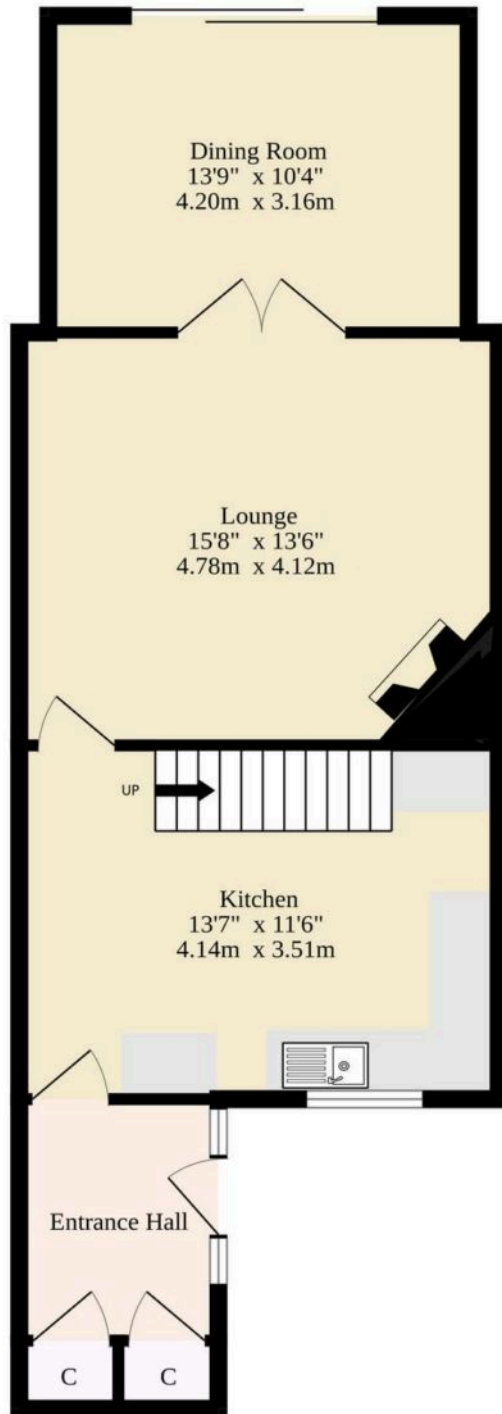 Dining Room
13'9" x 10'4"
4.20m x 3.16m
Lounge
15'8" x 13'6"
4.78m x 4.12m
UP
Kitchen
13'7" x 11'6"
4.14m x 3.51m
Entrance Hall
C C